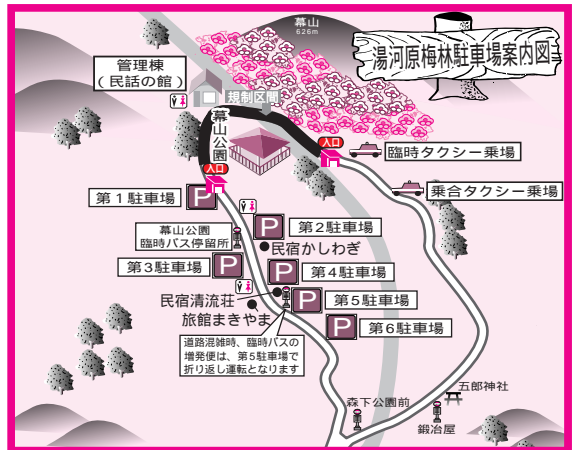 幕山
626m
湯河原梅林駐車場案内図
管理棟
(民話の館)
規制区間
幕山公園
入口
入口
臨時タクシー乗場
乗合タクシー乗場
第1駐車場
P
幕山公園
臨時バス停留所
P
第2駐車場
民宿かしわぎ
第3駐車場
P
P
第4駐車場
民宿清流荘
P
第5駐車場
旅館まきやま
P
第6駐車場
道路混雑時、臨時バスの
増発便は、第5駐車場で
折り返し運転となります
五郎神社
森下公園前
鍛冶屋